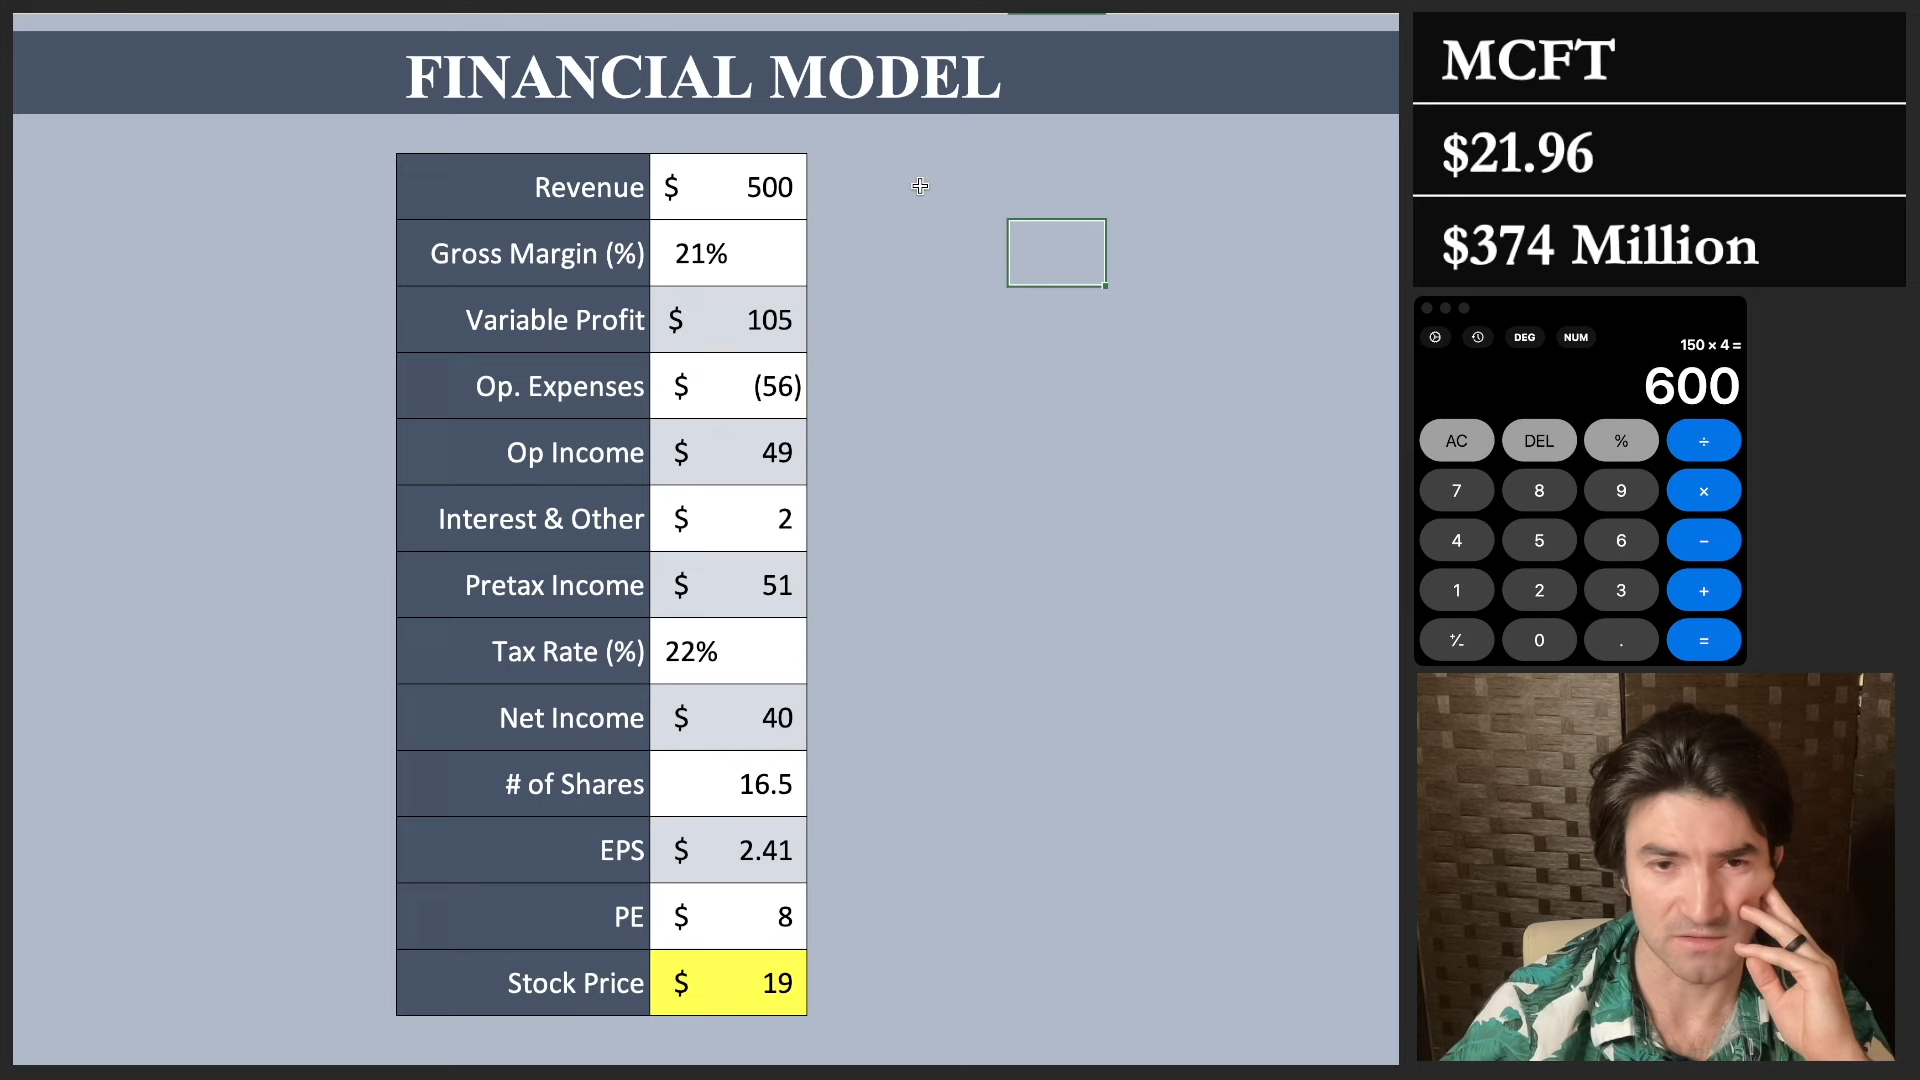 FINANCIAL MODEL
Revenue $ 500
Gross Margin (%) 21%
Variable Profit $ 105
Op. Expenses $ (56)
Op Income $ 49
Interest & Other $ 2
Pretax Income $ 51
Tax Rate (%) 22%
Net Income $ 40
# of Shares 16.5
EPS $ 2.41
PE $ 8
Stock Price $ 19
MCFT
$21.96
$374 Million
DEG NUM
150 × 4 =
600
AC DEL % ÷
7 8 9 ×
4 5 6 −
1 2 3 +
⁺∕₋ 0 . =